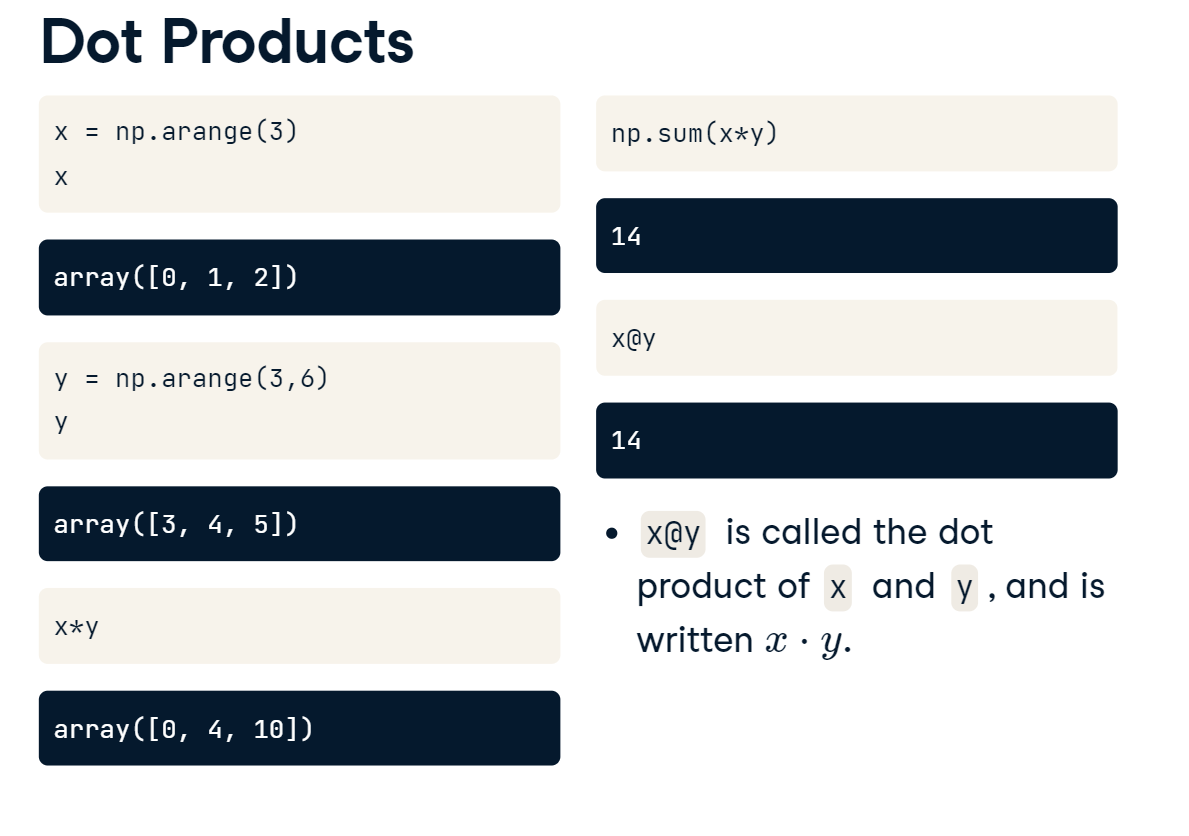 Dot Products
x = np.arange(3)
x
array([0, 1, 2])
y = np.arange(3,6)
y
array([3, 4, 5])
x*y
array([0, 4, 10])
np.sum(x*y)
14
x@y
14
• x@y is called the dot
product of x and y , and is
written x · y.